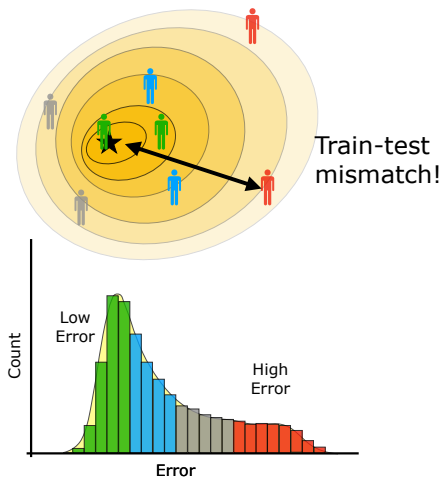 Train-test
mismatch!
Low
Error
High
Error
Count
Error